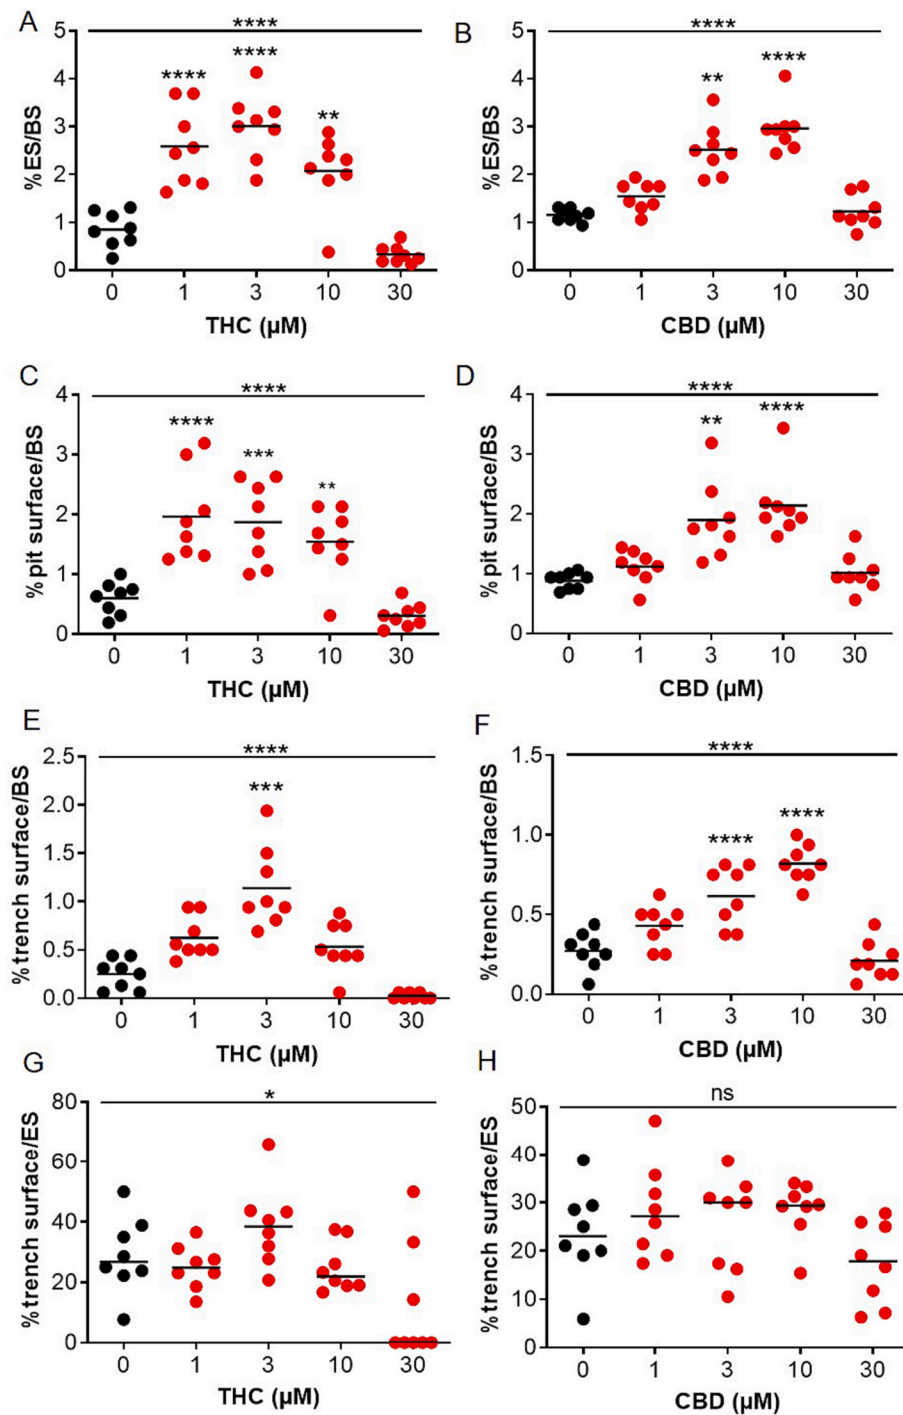 A
****
%ES/BS
5
****
****
4
**
3
2
1
0
0 1 3 10 30
THC (µM)
B
****
%ES/BS
5
****
4
**
3
2
1
0
0 1 3 10 30
CBD (µM)
C
****
%pit surface/BS
4
****
***
3
**
2
1
0
0 1 3 10 30
THC (µM)
D
****
%pit surface/BS
4
****
**
3
2
1
0
0 1 3 10 30
CBD (µM)
E
****
%trench surface/BS
2.5
***
2.0
1.5
1.0
0.5
0.0
0 1 3 10 30
THC (µM)
F
****
%trench surface/BS
1.5
****
****
1.0
0.5
0.0
0 1 3 10 30
CBD (µM)
G
*
%trench surface/ES
80
60
40
20
0
0 1 3 10 30
THC (µM)
H
ns
%trench surface/ES
50
40
30
20
10
0
0 1 3 10 30
CBD (µM)